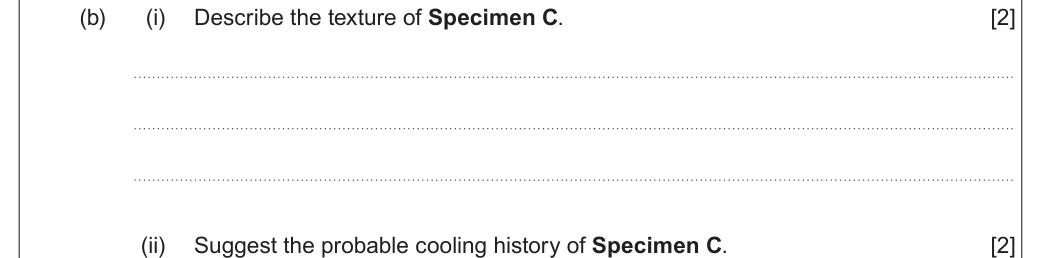 (b) (i) Describe the texture of Specimen C. [2]
(ii) Suggest the probable cooling history of Specimen C. [2]